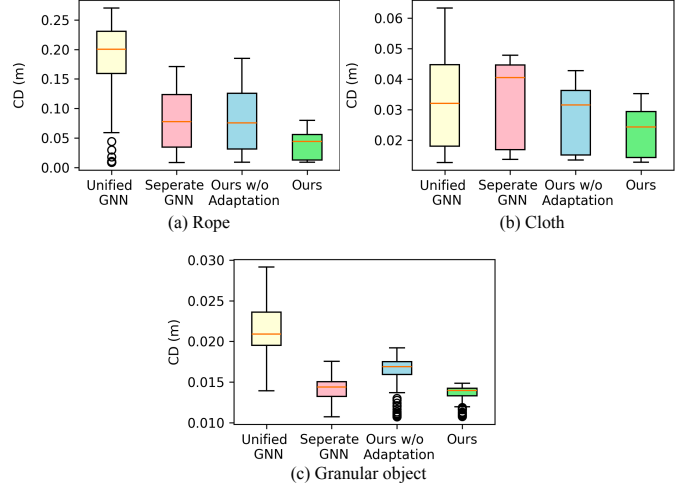 0.25
0.20
0.15
0.10
0.05
0.00
CD (m)
Unified GNN
Seperate GNN
Ours w/o Adaptation
Ours
(a) Rope
0.06
0.05
0.04
0.03
0.02
CD (m)
Unified GNN
Seperate GNN
Ours w/o Adaptation
Ours
(b) Cloth
0.030
0.025
0.020
0.015
0.010
CD (m)
Unified GNN
Seperate GNN
Ours w/o Adaptation
Ours
(c) Granular object